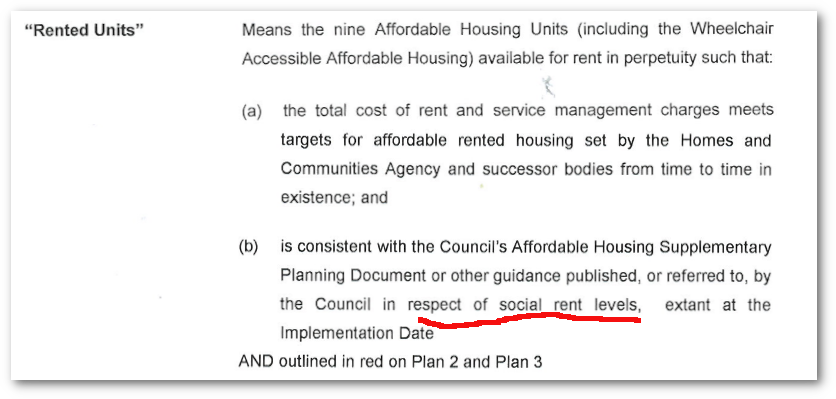 "Rented Units" Means the nine Affordable Housing Units (including the Wheelchair
Accessible Affordable Housing) available for rent in perpetuity such that:
(a) the total cost of rent and service management charges meets
targets for affordable rented housing set by the Homes and
Communities Agency and successor bodies from time to time in
existence; and
(b) is consistent with the Council's Affordable Housing Supplementary
Planning Document or other guidance published, or referred to, by
the Council in respect of social rent levels, extant at the
Implementation Date
AND outlined in red on Plan 2 and Plan 3